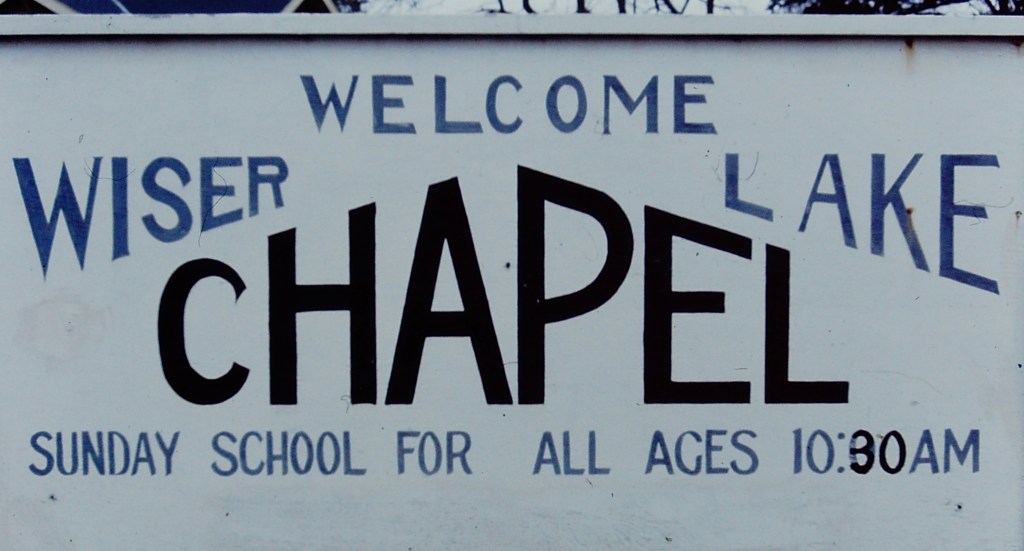 WELCOME
WISER LAKE
CHAPEL
SUNDAY SCHOOL FOR ALL AGES 10:30AM